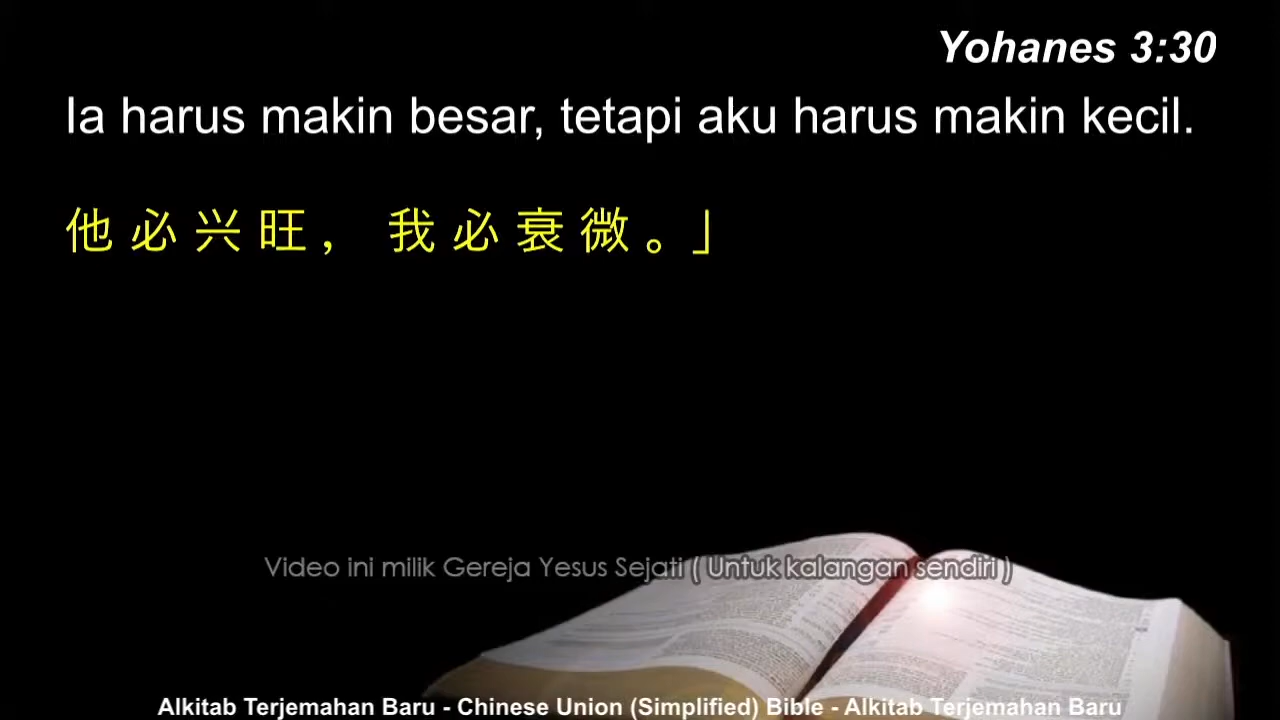 Yohanes 3:30
Ia harus makin besar, tetapi aku harus makin kecil.
他必兴旺， 我必衰微。」
Video ini milik Gereja Yesus Sejati ( Untuk kalangan sendiri )
Alkitab Terjemahan Baru - Chinese Union (Simplified) Bible - Alkitab Terjemahan Baru